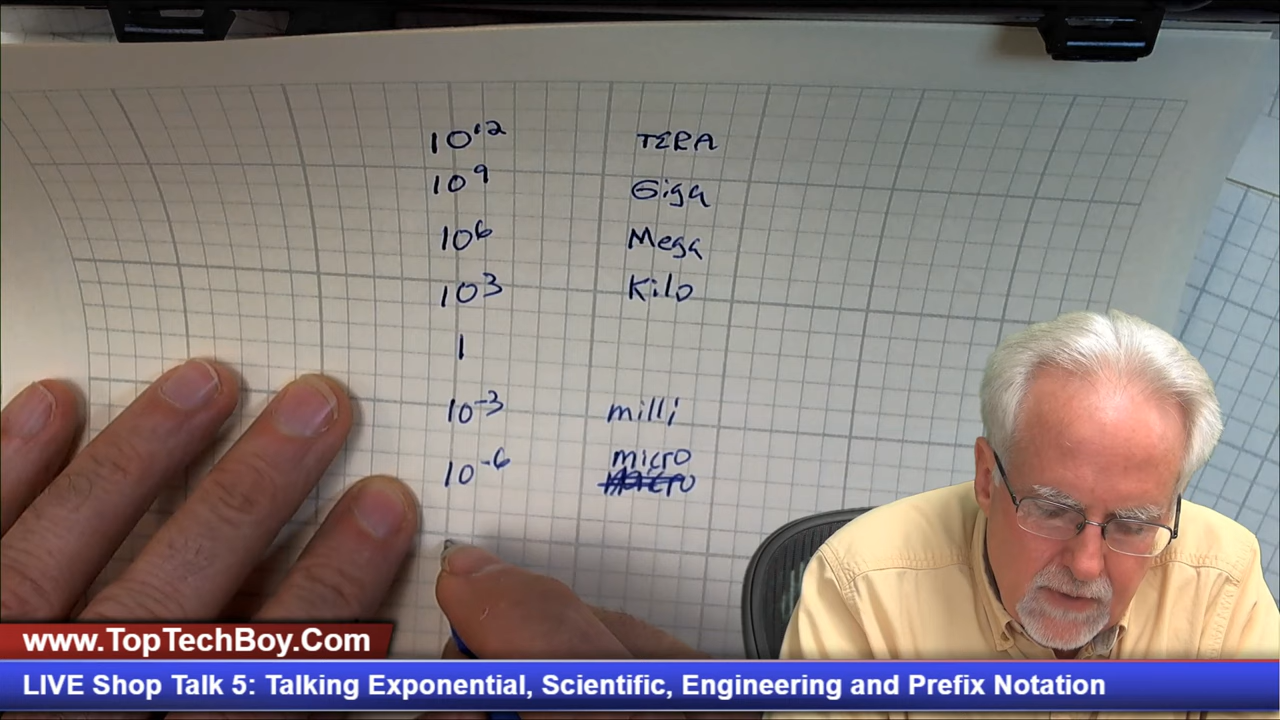 10¹² TERA
10⁹ Giga
10⁶ Mega
10³ Kilo
1
10⁻³ milli
10⁻⁶ micro
www.TopTechBoy.Com
LIVE Shop Talk 5: Talking Exponential, Scientific, Engineering and Prefix Notation